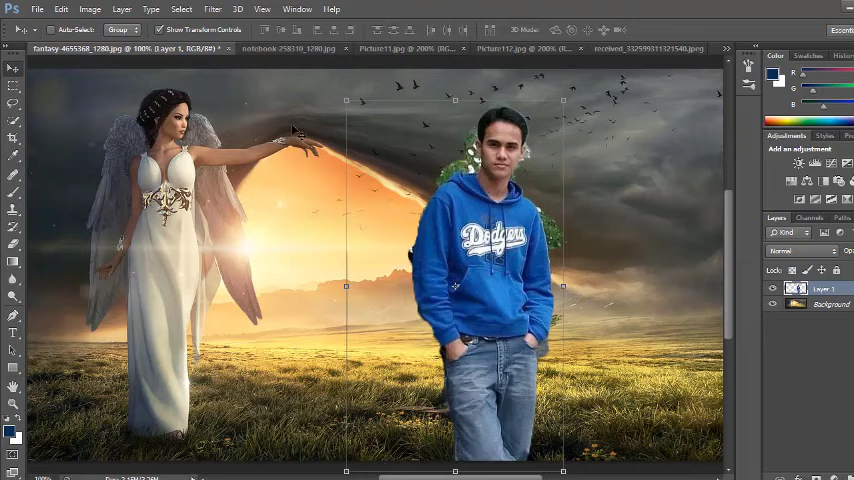 Ps File Edit Image Layer Type Select Filter 3D View Window Help
Auto-Select: Group Show Transform Controls 3D Mode: Essenti
fantasy-4655368_1280.jpg @ 100% (Layer 1, RGB/8#) * × notebook-258310_1280.jpg × Picture11.jpg @ 200% (RG... × Picture112.jpg @ 200% (R... × received_332599311321540.jpeg
Color Swatches
R
G
B
Adjustments Styles
Add an adjustment
Layers Channels Paths
Kind
Normal
Lock:
Layer 1
Background
Dodgers
T
100%